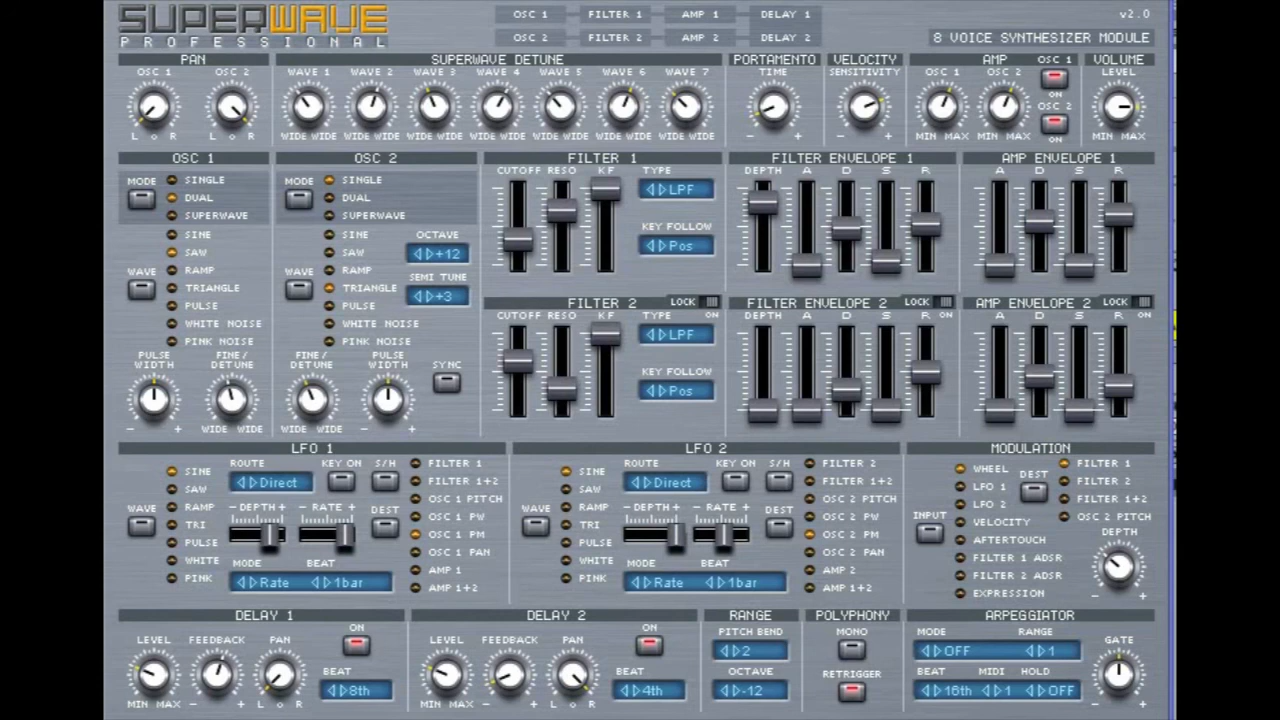 SUPERWAVE
PROFESSIONAL
OSC 1 FILTER 1 AMP 1 DELAY 1
OSC 2 FILTER 2 AMP 2 DELAY 2
v2.0
8 VOICE SYNTHESIZER MODULE
PAN
OSC 1 OSC 2
L o R L o R
SUPERWAVE DETUNE
WAVE 1 WAVE 2 WAVE 3 WAVE 4 WAVE 5 WAVE 6 WAVE 7
WIDE WIDE WIDE WIDE WIDE WIDE WIDE WIDE WIDE WIDE WIDE WIDE WIDE WIDE
PORTAMENTO
TIME
- +
VELOCITY
SENSITIVITY
- +
AMP
OSC 1 OSC 2
MIN MAX MIN MAX
OSC 1
ON
OSC 2
ON
VOLUME
LEVEL
MIN MAX
OSC 1
MODE
SINGLE
DUAL
SUPERWAVE
WAVE
SINE
SAW
RAMP
TRIANGLE
PULSE
WHITE NOISE
PINK NOISE
PULSE WIDTH
- +
FINE/ DETUNE
WIDE WIDE
OSC 2
MODE
SINGLE
DUAL
SUPERWAVE
WAVE
SINE
SAW
RAMP
TRIANGLE
PULSE
WHITE NOISE
PINK NOISE
OCTAVE
+12
SEMI TUNE
+3
FINE/ DETUNE
WIDE WIDE
PULSE WIDTH
- +
SYNC
FILTER 1
CUTOFF RESO KF
TYPE
LPF
KEY FOLLOW
Pos
FILTER ENVELOPE 1
DEPTH A D S R
AMP ENVELOPE 1
A D S R
FILTER 2 LOCK
ON
CUTOFF RESO KF
TYPE
LPF
KEY FOLLOW
Pos
FILTER ENVELOPE 2 LOCK
ON
DEPTH A D S R
AMP ENVELOPE 2 LOCK
ON
A D S R
LFO 1
WAVE
SINE
SAW
RAMP
TRI
PULSE
WHITE
PINK
ROUTE
Direct
KEY ON S/H
- DEPTH + - RATE +
DEST
MODE BEAT
Rate 1bar
FILTER 1
FILTER 1+2
OSC 1 PITCH
OSC 1 PW
OSC 1 PM
OSC 1 PAN
AMP 1
AMP 1+2
LFO 2
WAVE
SINE
SAW
RAMP
TRI
PULSE
WHITE
PINK
ROUTE
Direct
KEY ON S/H
- DEPTH + - RATE +
DEST
MODE BEAT
Rate 1bar
FILTER 2
FILTER 1+2
OSC 2 PITCH
OSC 2 PW
OSC 2 PM
OSC 2 PAN
AMP 2
AMP 1+2
MODULATION
INPUT
WHEEL
LFO 1
LFO 2
VELOCITY
AFTERTOUCH
FILTER 1 ADSR
FILTER 2 ADSR
EXPRESSION
DEST
FILTER 1
FILTER 2
FILTER 1+2
OSC 2 PITCH
DEPTH
- +
DELAY 1
LEVEL FEEDBACK PAN
MIN MAX - + L o R
ON
BEAT
8th
DELAY 2
LEVEL FEEDBACK PAN
MIN MAX - + L o R
ON
BEAT
4th
RANGE
PITCH BEND
2
OCTAVE
-12
POLYPHONY
MONO
RETRIGGER
ARPEGGIATOR
MODE RANGE
OFF 1
BEAT MIDI HOLD
16th 1 OFF
GATE
- +